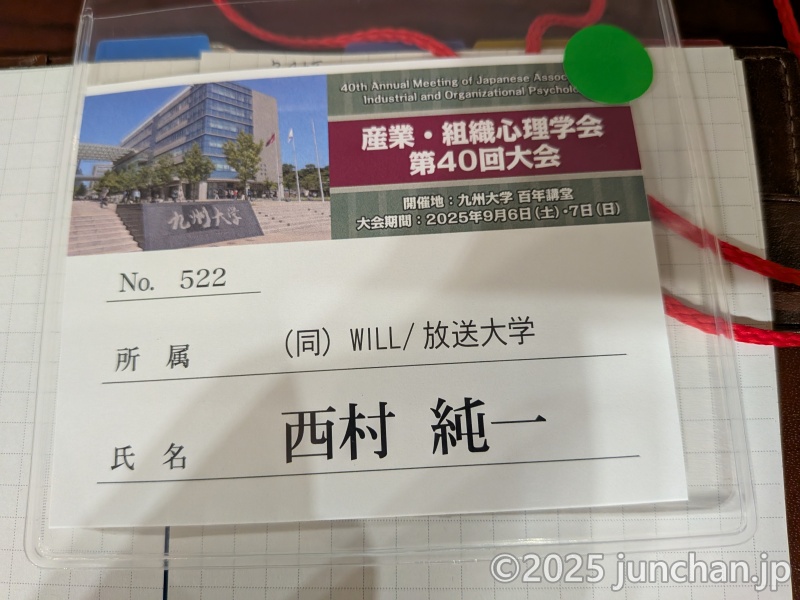 40th Annual Meeting of Japanese
Industrial and Organizational
産業・組織心理学会
第40回大会
開催地：九州大学 百年講堂
大会期間：2025年9月6日(土)・7日(日)
九州大学
No. 522
所 属 (同) WILL/ 放送大学
氏 名 西村 純一
©2025 junchan.jp